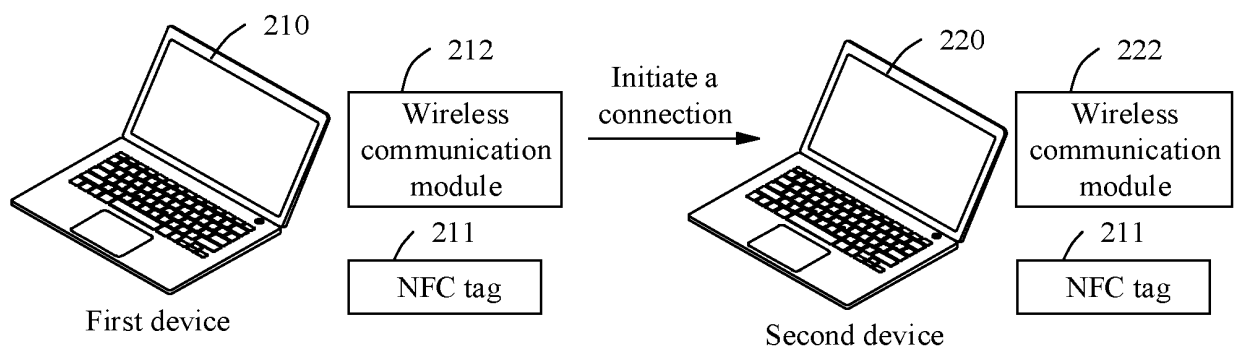 210
212
Wireless
communication
module
211
NFC tag
First device
Initiate a
connection
220
222
Wireless
communication
module
211
NFC tag
Second device